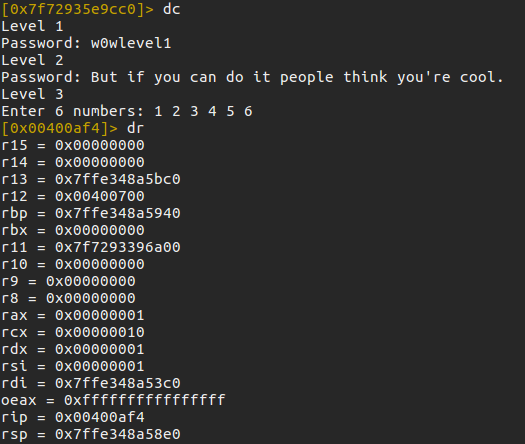 [0x7f72935e9cc0]> dc
Level 1
Password: w0wlevel1
Level 2
Password: But if you can do it people think you're cool.
Level 3
Enter 6 numbers: 1 2 3 4 5 6
[0x00400af4]> dr
r15 = 0x00000000
r14 = 0x00000000
r13 = 0x7ffe348a5bc0
r12 = 0x00400700
rbp = 0x7ffe348a5940
rbx = 0x00000000
r11 = 0x7f7293396a00
r10 = 0x00000000
r9 = 0x00000000
r8 = 0x00000000
rax = 0x00000001
rcx = 0x00000010
rdx = 0x00000001
rsi = 0x00000001
rdi = 0x7ffe348a53c0
oeax = 0xffffffffffffffff
rip = 0x00400af4
rsp = 0x7ffe348a58e0